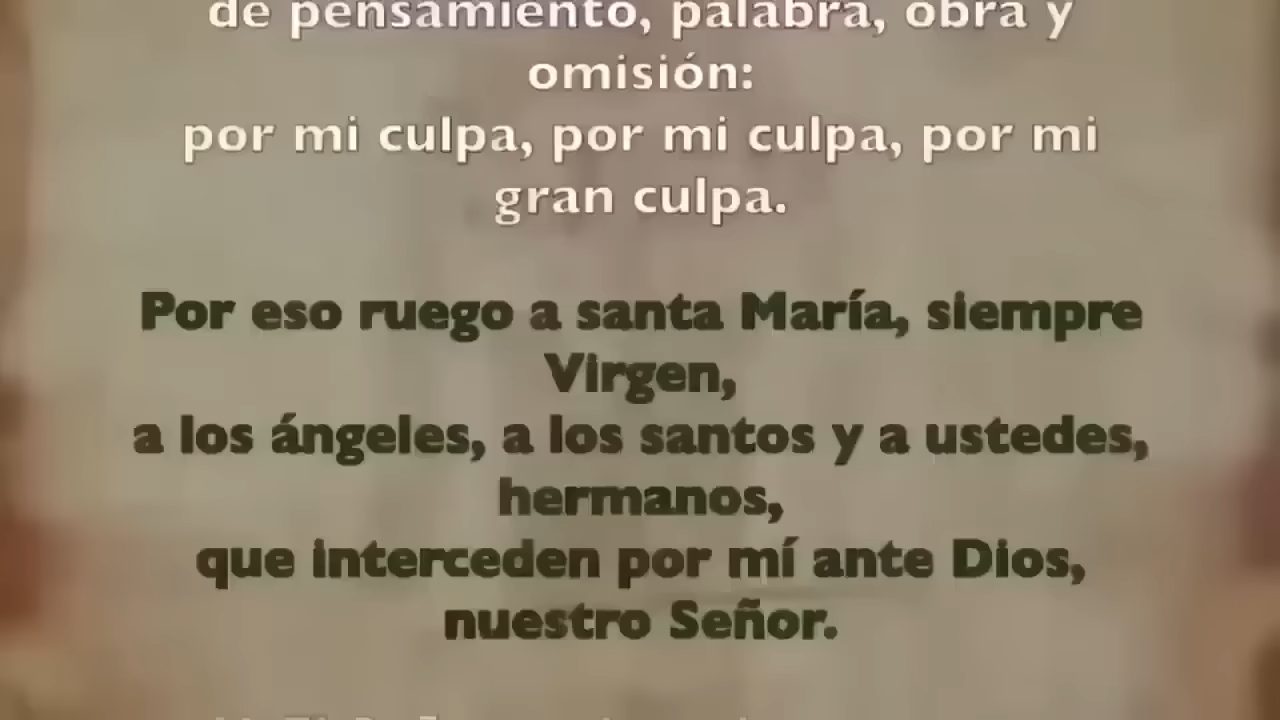 de pensamiento, palabra, obra y
omisión:
por mi culpa, por mi culpa, por mi
gran culpa.
Por eso ruego a santa María, siempre
Virgen,
a los ángeles, a los santos y a ustedes,
hermanos,
que interceden por mí ante Dios,
nuestro Señor.